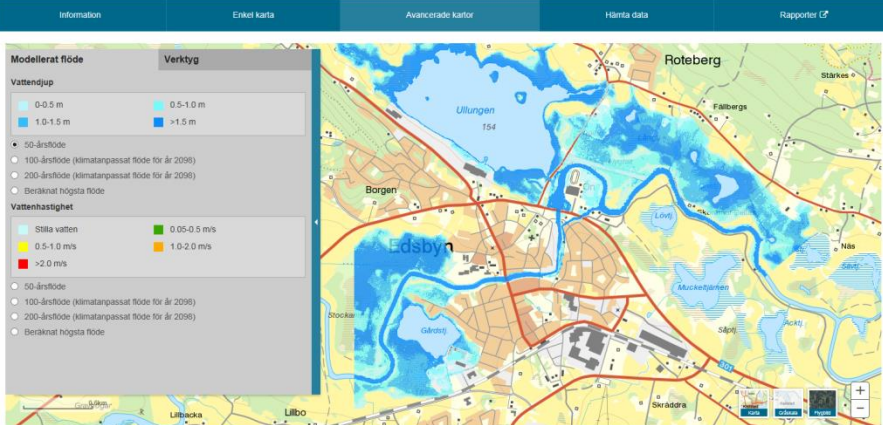 Information Enkel karta Avancerade kartor Hämta data Rapporter
Modellerat flöde Verktyg
Vattendjup
0-0.5 m 0.5-1.0 m
1.0-1.5 m >1.5 m
50-årsflöde
100-årsflöde (klimatanpassat flöde för år 2098)
200-årsflöde (klimatanpassat flöde för år 2098)
Beräknat högsta flöde
Vattenhastighet
Stilla vatten 0.05-0.5 m/s
0.5-1.0 m/s 1.0-2.0 m/s
>2.0 m/s
50-årsflöde
100-årsflöde (klimatanpassat flöde för år 2098)
200-årsflöde (klimatanpassat flöde för år 2098)
Beräknat högsta flöde
Roteberg
Stärkes
Fällbergs
Ullungen
154
Borgen
Edsbyn
Lövtj.
Näs
Muckeltjärnen
Stockar
Gårdstj.
Säptj.
Acktj.
301
Skräddra
Lillbacka
Lillbo
Karta Gråskala Flygbild
+
−